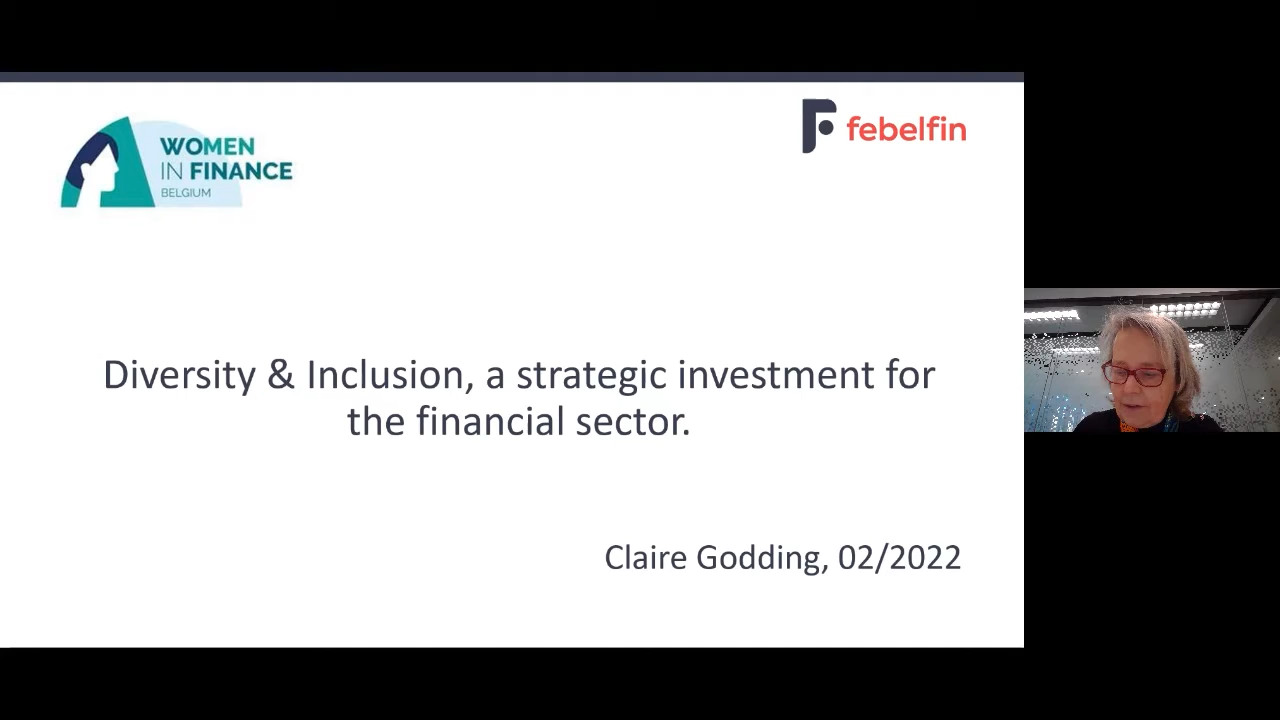 WOMEN
IN FINANCE
BELGIUM
febelfin
Diversity & Inclusion, a strategic investment for
the financial sector.
Claire Godding, 02/2022